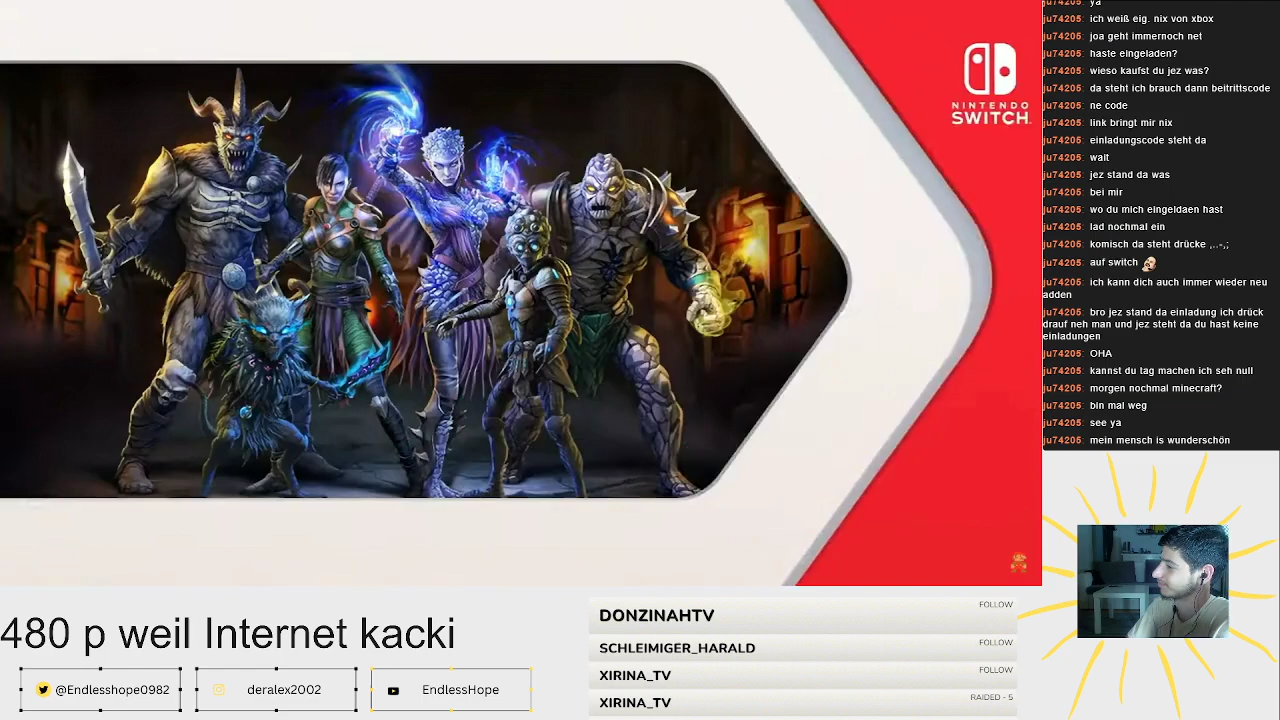 NINTENDO
SWITCH
ju74205: ya
ju74205: ich weiß eig. nix von xbox
ju74205: joa geht immernoch net
ju74205: haste eingeladen?
ju74205: wieso kaufst du jez was?
ju74205: da steht ich brauch dann beitrittscode
ju74205: ne code
ju74205: link bringt mir nix
ju74205: einladungscode steht da
ju74205: wait
ju74205: jez stand da was
ju74205: bei mir
ju74205: wo du mich eingeldaen hast
ju74205: lad nochmal ein
ju74205: komisch da steht drücke ,..-,;
ju74205: auf switch
ju74205: ich kann dich auch immer wieder neu
adden
ju74205: bro jez stand da einladung ich drück
drauf neh man und jez steht da du hast keine
einladungen
ju74205: OHA
ju74205: kannst du tag machen ich seh null
ju74205: morgen nochmal minecraft?
ju74205: bin mal weg
ju74205: see ya
ju74205: mein mensch is wunderschön
480 p weil Internet kacki
@Endlesshope0982
deralex2002
EndlessHope
DONZINAHTV FOLLOW
SCHLEIMIGER_HARALD FOLLOW
XIRINA_TV FOLLOW
XIRINA_TV RAIDED - 5